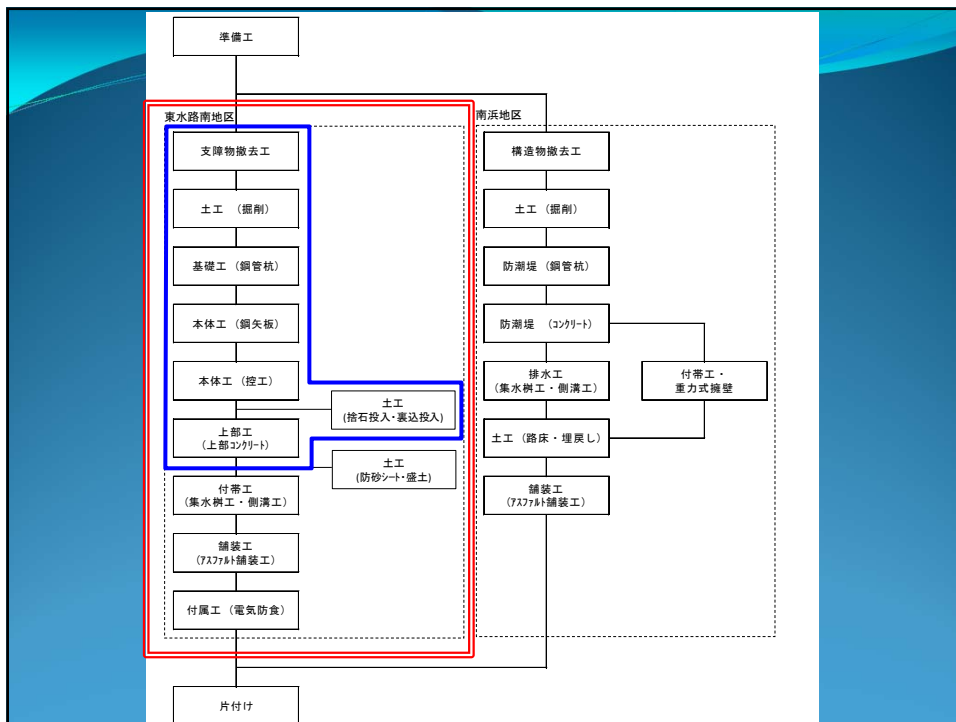 準備工
東水路南地区
支障物撤去工
土工 (掘削)
基礎工 (鋼管杭)
本体工 (鋼矢板)
本体工 (控工)
土工
(捨石投入・裏込投入)
上部工
(上部ｺﾝｸﾘｰﾄ)
土工
(防砂ｼｰﾄ・盛土)
付帯工
(集水桝工・側溝工)
舗装工
(ｱｽﾌｧﾙﾄ舗装工)
付属工 (電気防食)
南浜地区
構造物撤去工
土工 (掘削)
防潮堤 (鋼管杭)
防潮堤 (ｺﾝｸﾘｰﾄ)
排水工
(集水桝工・側溝工)
付帯工・
重力式擁壁
土工 (路床・埋戻し)
舗装工
(ｱｽﾌｧﾙﾄ舗装工)
片付け